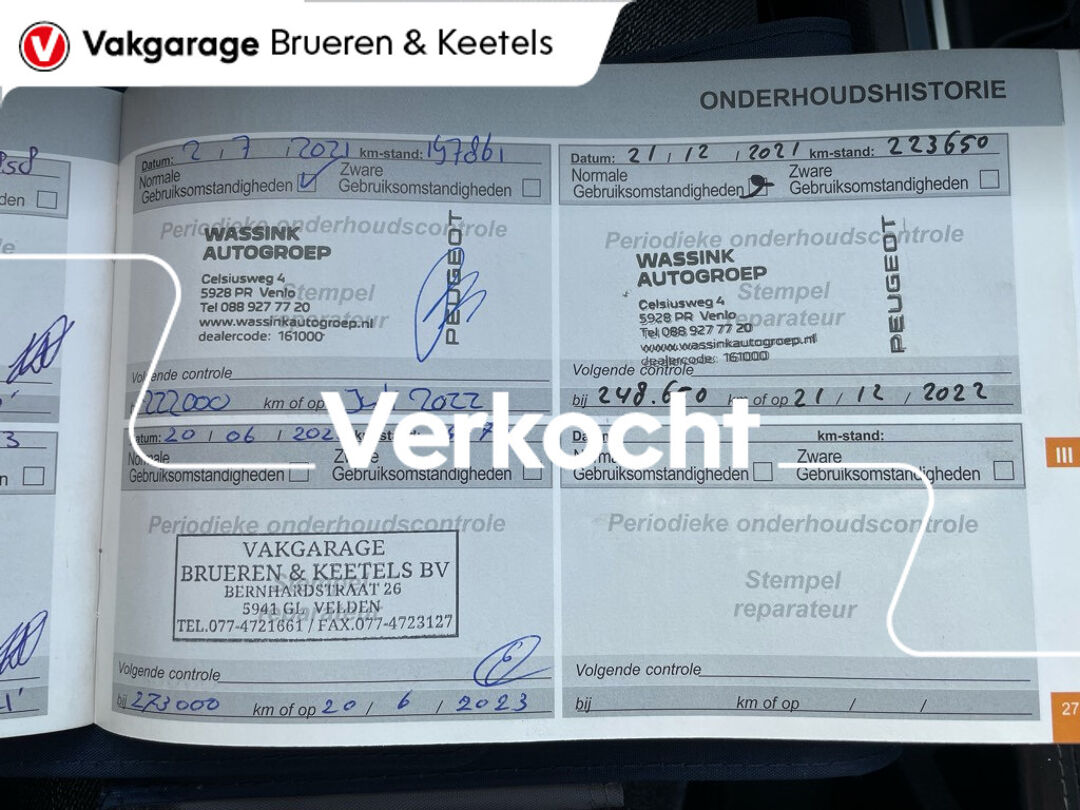 Vakgarage Brueren & Keetels
ONDERHOUDSHISTORIE
858
Datum: 2 / 7 / 2021 km-stand: 197861
Normale Gebruiksomstandigheden
Zware Gebruiksomstandigheden
Periodieke onderhoudscontrole
WASSINK
AUTOGROEP
Celsiusweg 4
5928 PR Venlo
Tel 088 927 77 20
www.wassinkautogroep.nl
dealercode: 161000
PEUGEOT
Stempel
reparateur
Volgende controle
222000 km of op 2022
Datum: 21 / 12 / 2021 km-stand: 223650
Normale Gebruiksomstandigheden
Zware Gebruiksomstandigheden
Periodieke onderhoudscontrole
WASSINK
AUTOGROEP
Celsiusweg 4
5928 PR Venlo
Tel 088 927 77 20
www.wassinkautogroep.nl
dealercode: 161000
PEUGEOT
Stempel
reparateur
Volgende controle
bij 248.650 km of op 21 / 12 / 2022
Verkocht
Datum: 20 / 06 / 202
Normale Gebruiksomstandigheden
Zware Gebruiksomstandigheden
Periodieke onderhoudscontrole
VAKGARAGE
BRUEREN & KEETELS BV
BERNHARDSTRAAT 26
5941 GL VELDEN
TEL.077-4721661 / FAX.077-4723127
Stempel
reparateur
Volgende controle
bij 273000 km of op 20 / 6 / 2023
km-stand:
Normale Gebruiksomstandigheden
Zware Gebruiksomstandigheden
Periodieke onderhoudscontrole
Stempel
reparateur
Volgende controle
bij km of op / /
III
27